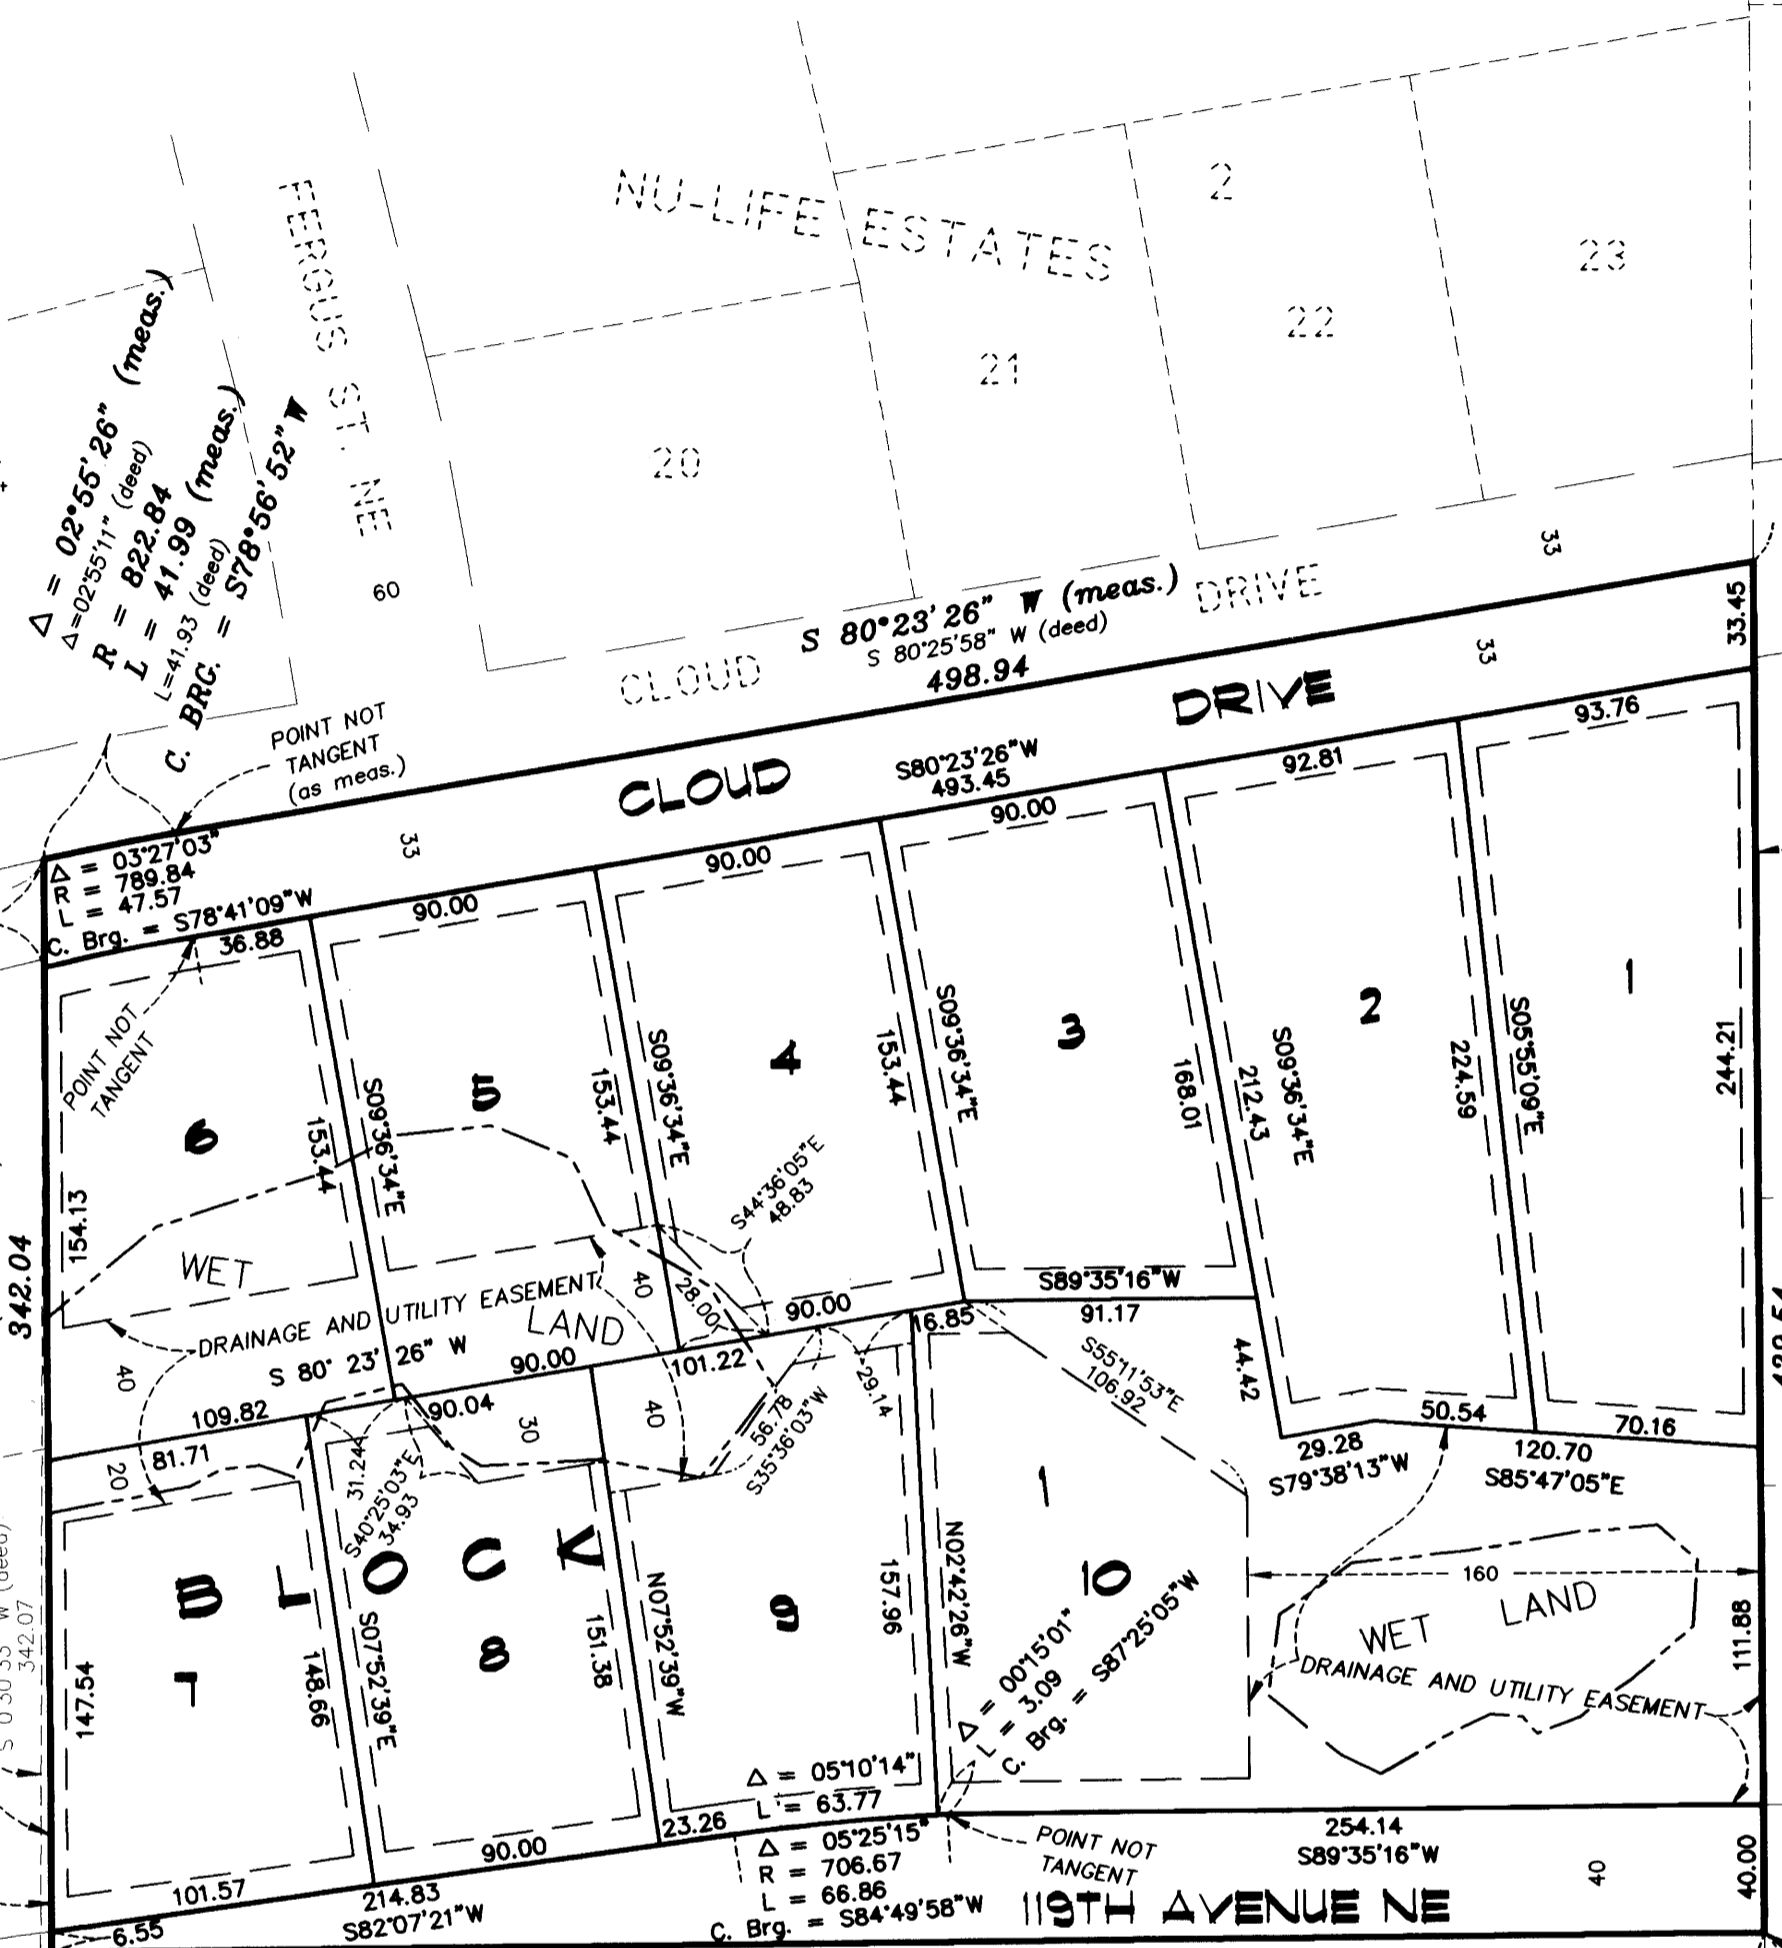 NU-LIFE ESTATES
2
23
22
21
20
FERGUS ST. NE
60
Δ = 02°55'26" (meas.)
Δ=02°55'11" (deed)
R = 822.84
L = 41.99 (meas.)
L=41.93 (deed)
C. BRG. = S78°56'52" W
POINT NOT
TANGENT
(as meas.)
CLOUD DRIVE
S 80°23'26" W (meas.)
S 80°25'58" W (deed)
498.94
33
33
33
33.45
CLOUD DRIVE
S80°23'26"W
493.45
Δ = 03°27'03"
R = 789.84
L = 47.57
C. Brg. = S78°41'09"W
36.88
90.00
90.00
90.00
92.81
93.76
POINT NOT
TANGENT
6
5
4
3
2
1
154.13
153.44
S09°36'34"E
153.44
S09°36'34"E
153.44
S09°36'34"E
168.01
212.43
S09°36'34"E
224.59
S05°55'09"E
244.21
342.04
WET
LAND
DRAINAGE AND UTILITY EASEMENT
S 80° 23' 26" W
40
40
28.00
S44°36'05"E
48.83
90.00
90.00
16.85
S89°35'16"W
91.17
44.42
S55°11'53"E
106.92
101.22
29.14
56.78
S35°36'03"W
109.82
81.71
20
90.04
30
40
31.24
S40°25'03"E
34.93
29.28
S79°38'13"W
50.54
120.70
S85°47'05"E
70.16
BLOCK 1
7
8
9
10
147.54
148.66
S07°52'39"E
151.38
N07°52'39"W
157.96
N02°42'26"W
160
WET LAND
DRAINAGE AND UTILITY EASEMENT
111.88
Δ = 00°15'01"
L = 3.09
C. Brg. = S87°25'05"W
Δ = 05°10'14"
L = 63.77
Δ = 05°25'15"
R = 706.67
L = 66.86
C. Brg. = S84°49'58"W
23.26
90.00
101.57
214.83
S82°07'21"W
6.55
POINT NOT
TANGENT
254.14
S89°35'16"W
119TH AVENUE NE
40
40.00
342.07